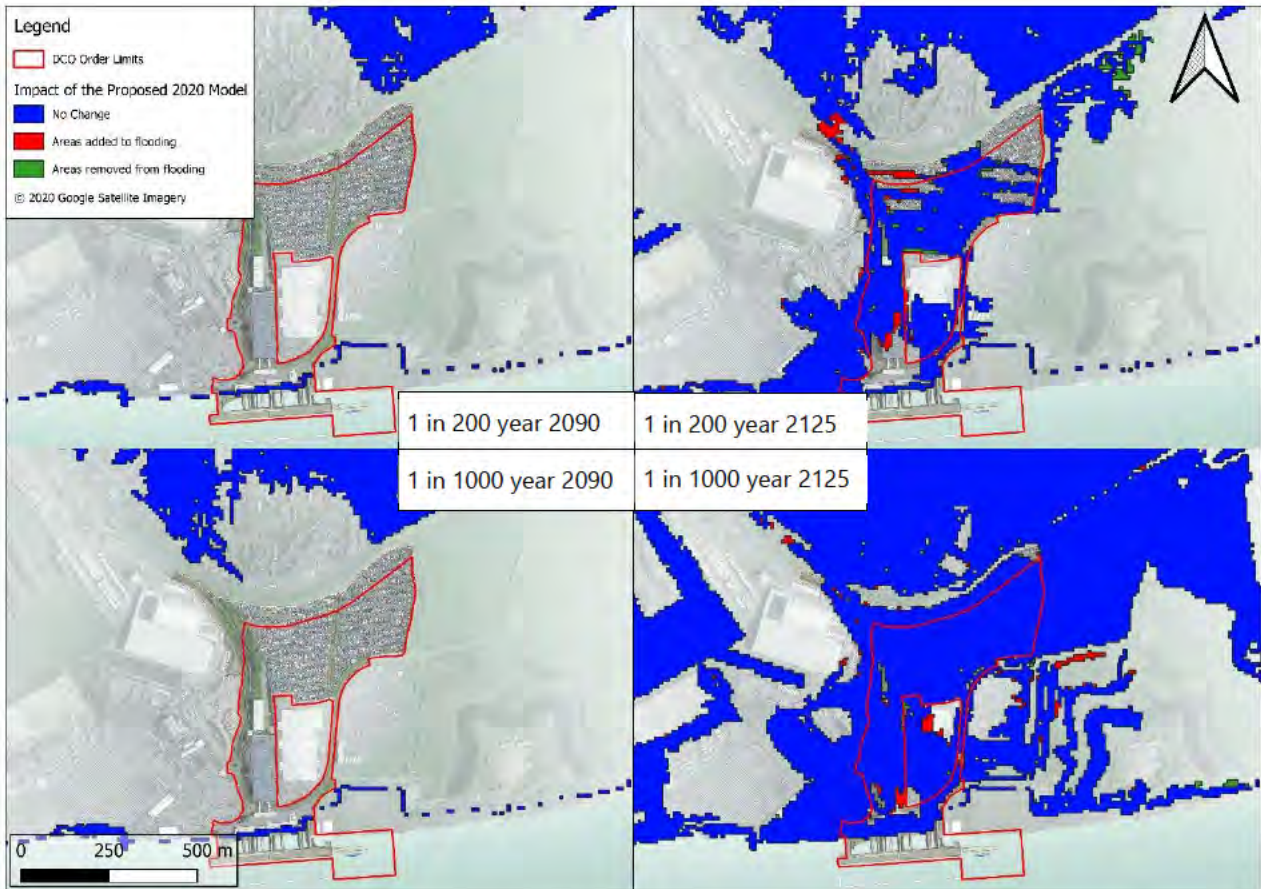 Legend
DCO Order Limits
Impact of the Proposed 2020 Model
No Change
Areas added to flooding
Areas removed from flooding
© 2020 Google Satellite Imagery
1 in 200 year 2090
1 in 200 year 2125
1 in 1000 year 2090
1 in 1000 year 2125
0 250 500 m